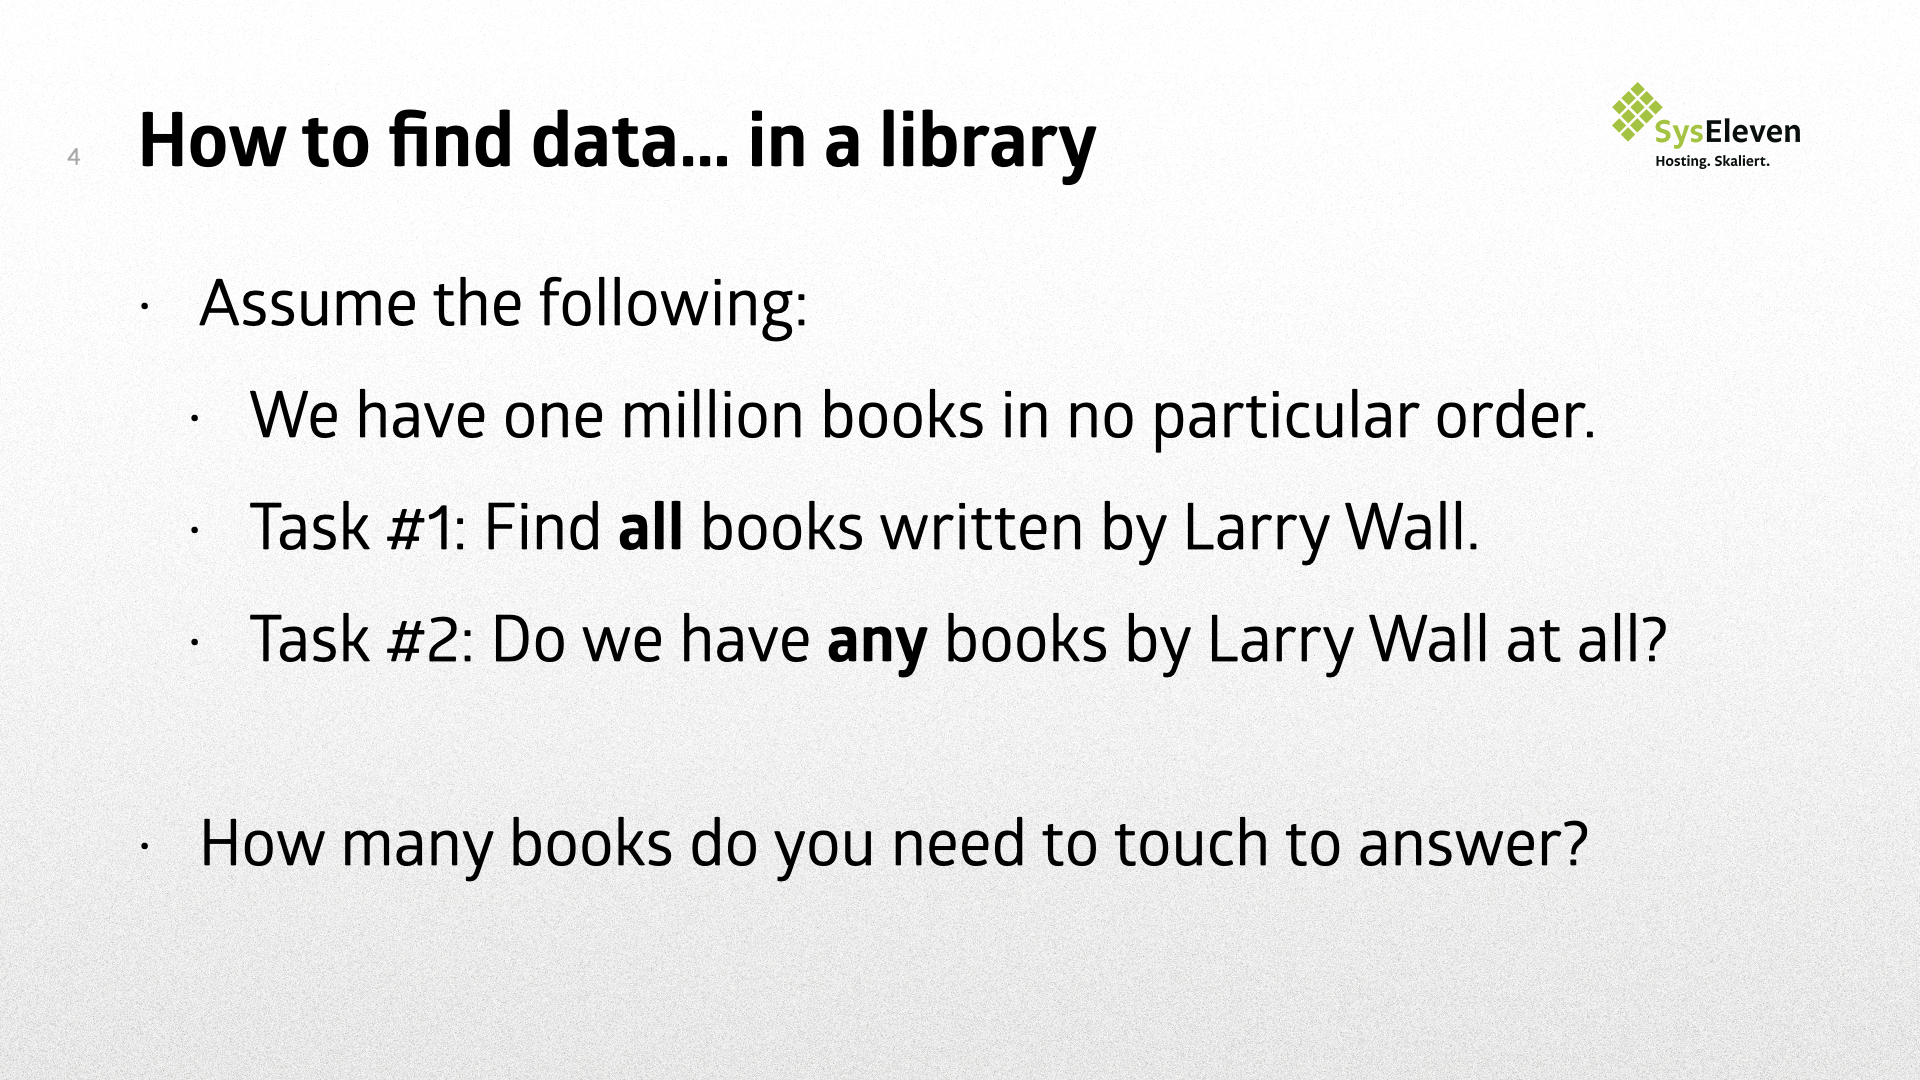 4
How to find data... in a library
SysEleven
Hosting. Skaliert.
· Assume the following:
· We have one million books in no particular order.
· Task #1: Find all books written by Larry Wall.
· Task #2: Do we have any books by Larry Wall at all?
· How many books do you need to touch to answer?